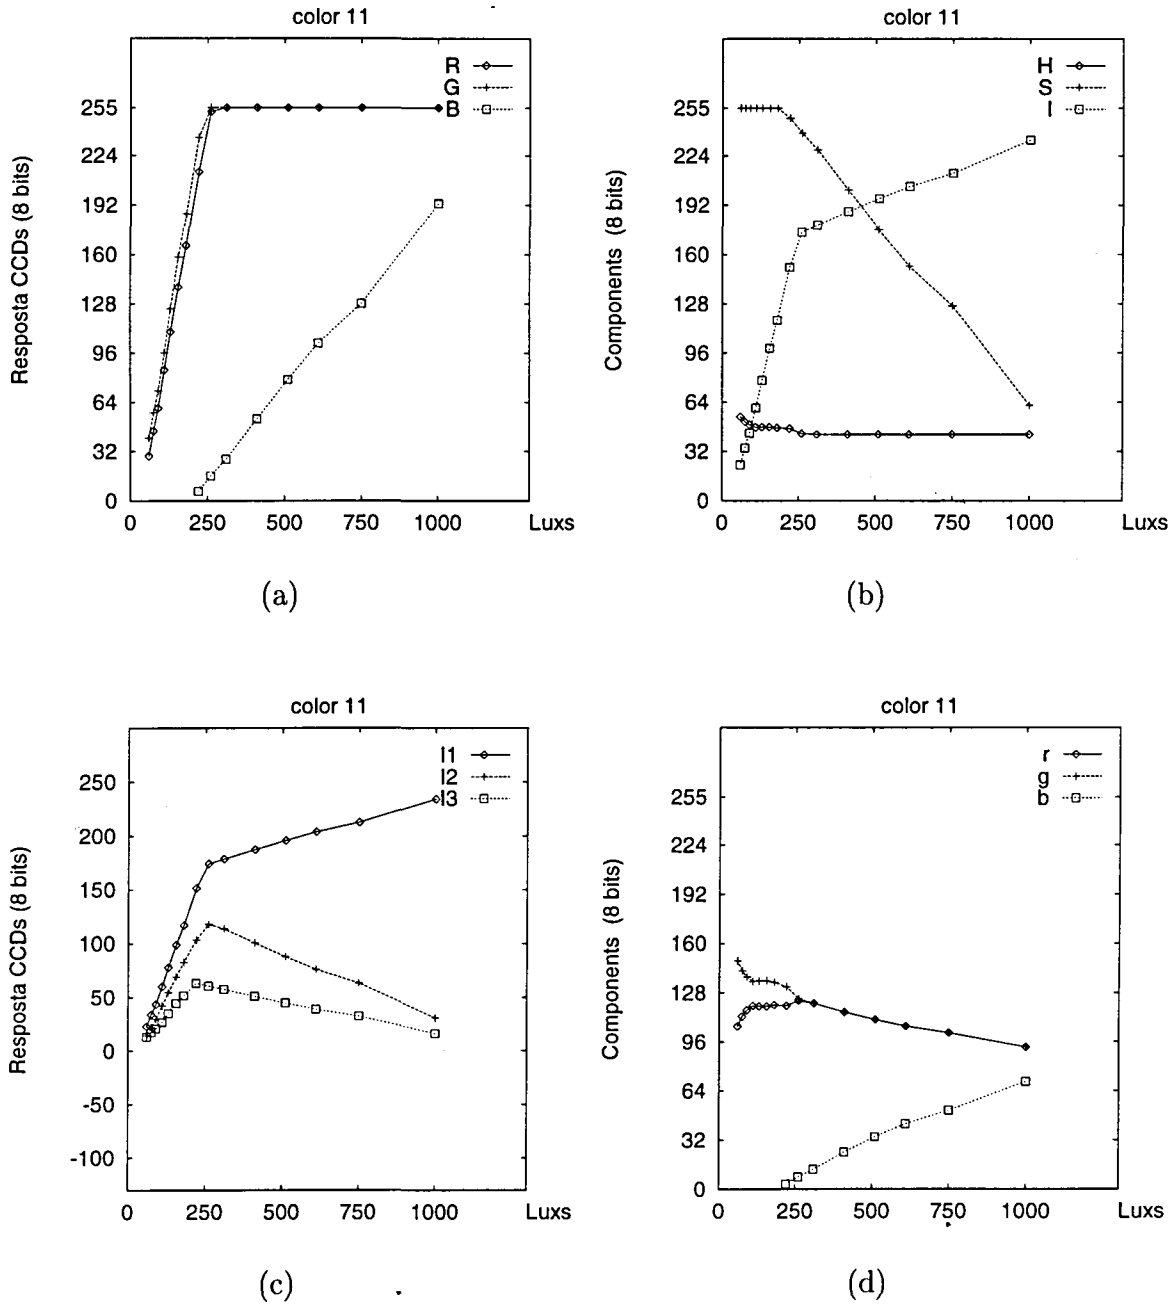 color 11
R
G
B
255
224
192
160
128
96
64
32
0
0 250 500 750 1000 Luxs
Resposta CCDs (8 bits)
(a)
color 11
H
S
I
255
224
192
160
128
96
64
32
0
0 250 500 750 1000 Luxs
Components (8 bits)
(b)
color 11
I1
I2
I3
250
200
150
100
50
0
-50
-100
0 250 500 750 1000 Luxs
Resposta CCDs (8 bits)
(c)
color 11
r
g
b
255
224
192
160
128
96
64
32
0
0 250 500 750 1000 Luxs
Components (8 bits)
(d)